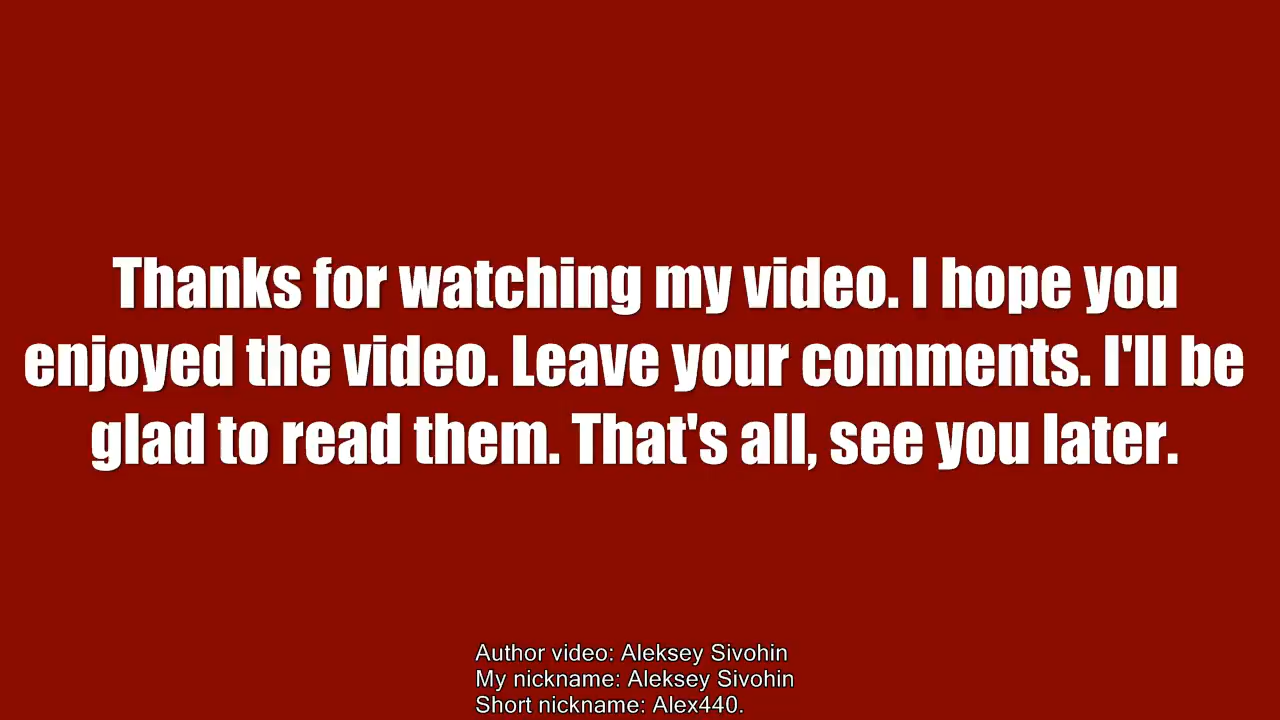 Thanks for watching my video. I hope you
enjoyed the video. Leave your comments. I'll be
glad to read them. That's all, see you later.
Author video: Aleksey Sivohin
My nickname: Aleksey Sivohin
Short nickname: Alex440.